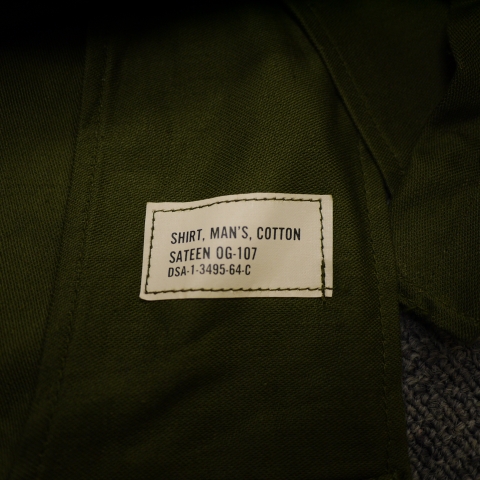 SHIRT, MAN'S, COTTON
SATEEN OG-107
DSA-1-3495-64-C